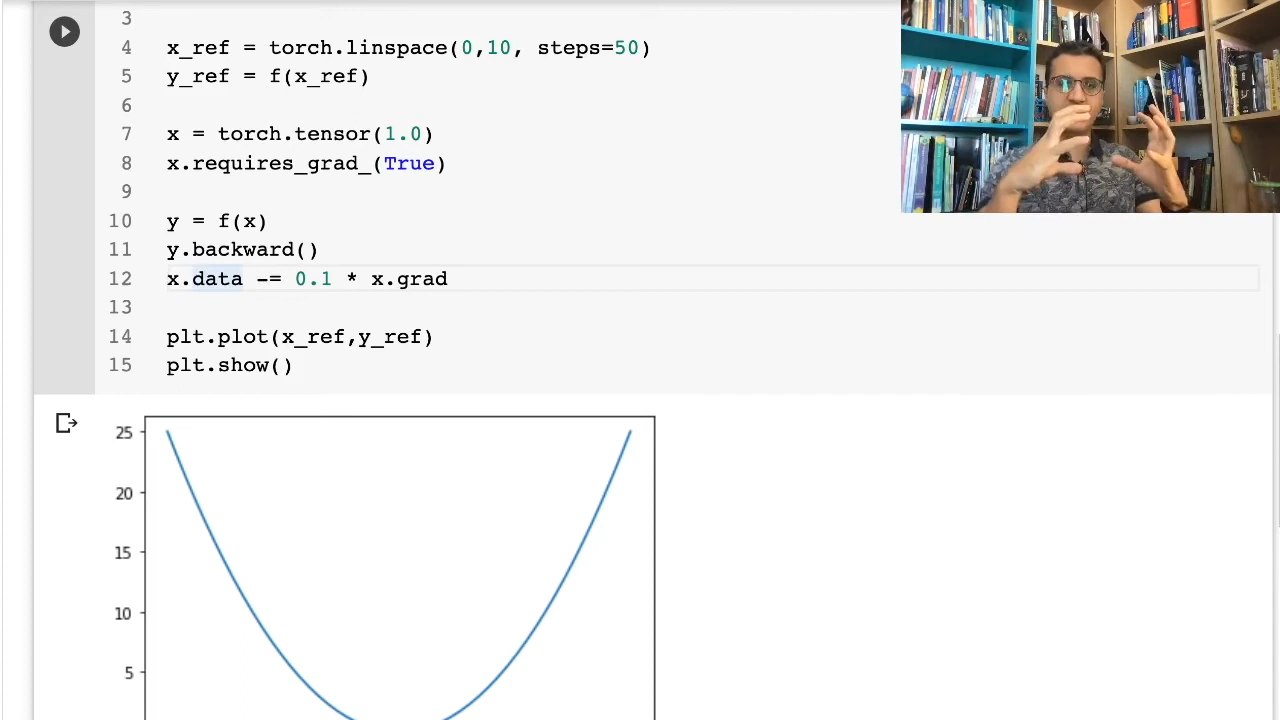 3
4 x_ref = torch.linspace(0,10, steps=50)
5 y_ref = f(x_ref)
6
7 x = torch.tensor(1.0)
8 x.requires_grad_(True)
9
10 y = f(x)
11 y.backward()
12 x.data -= 0.1 * x.grad
13
14 plt.plot(x_ref,y_ref)
15 plt.show()
25
20
15
10
5